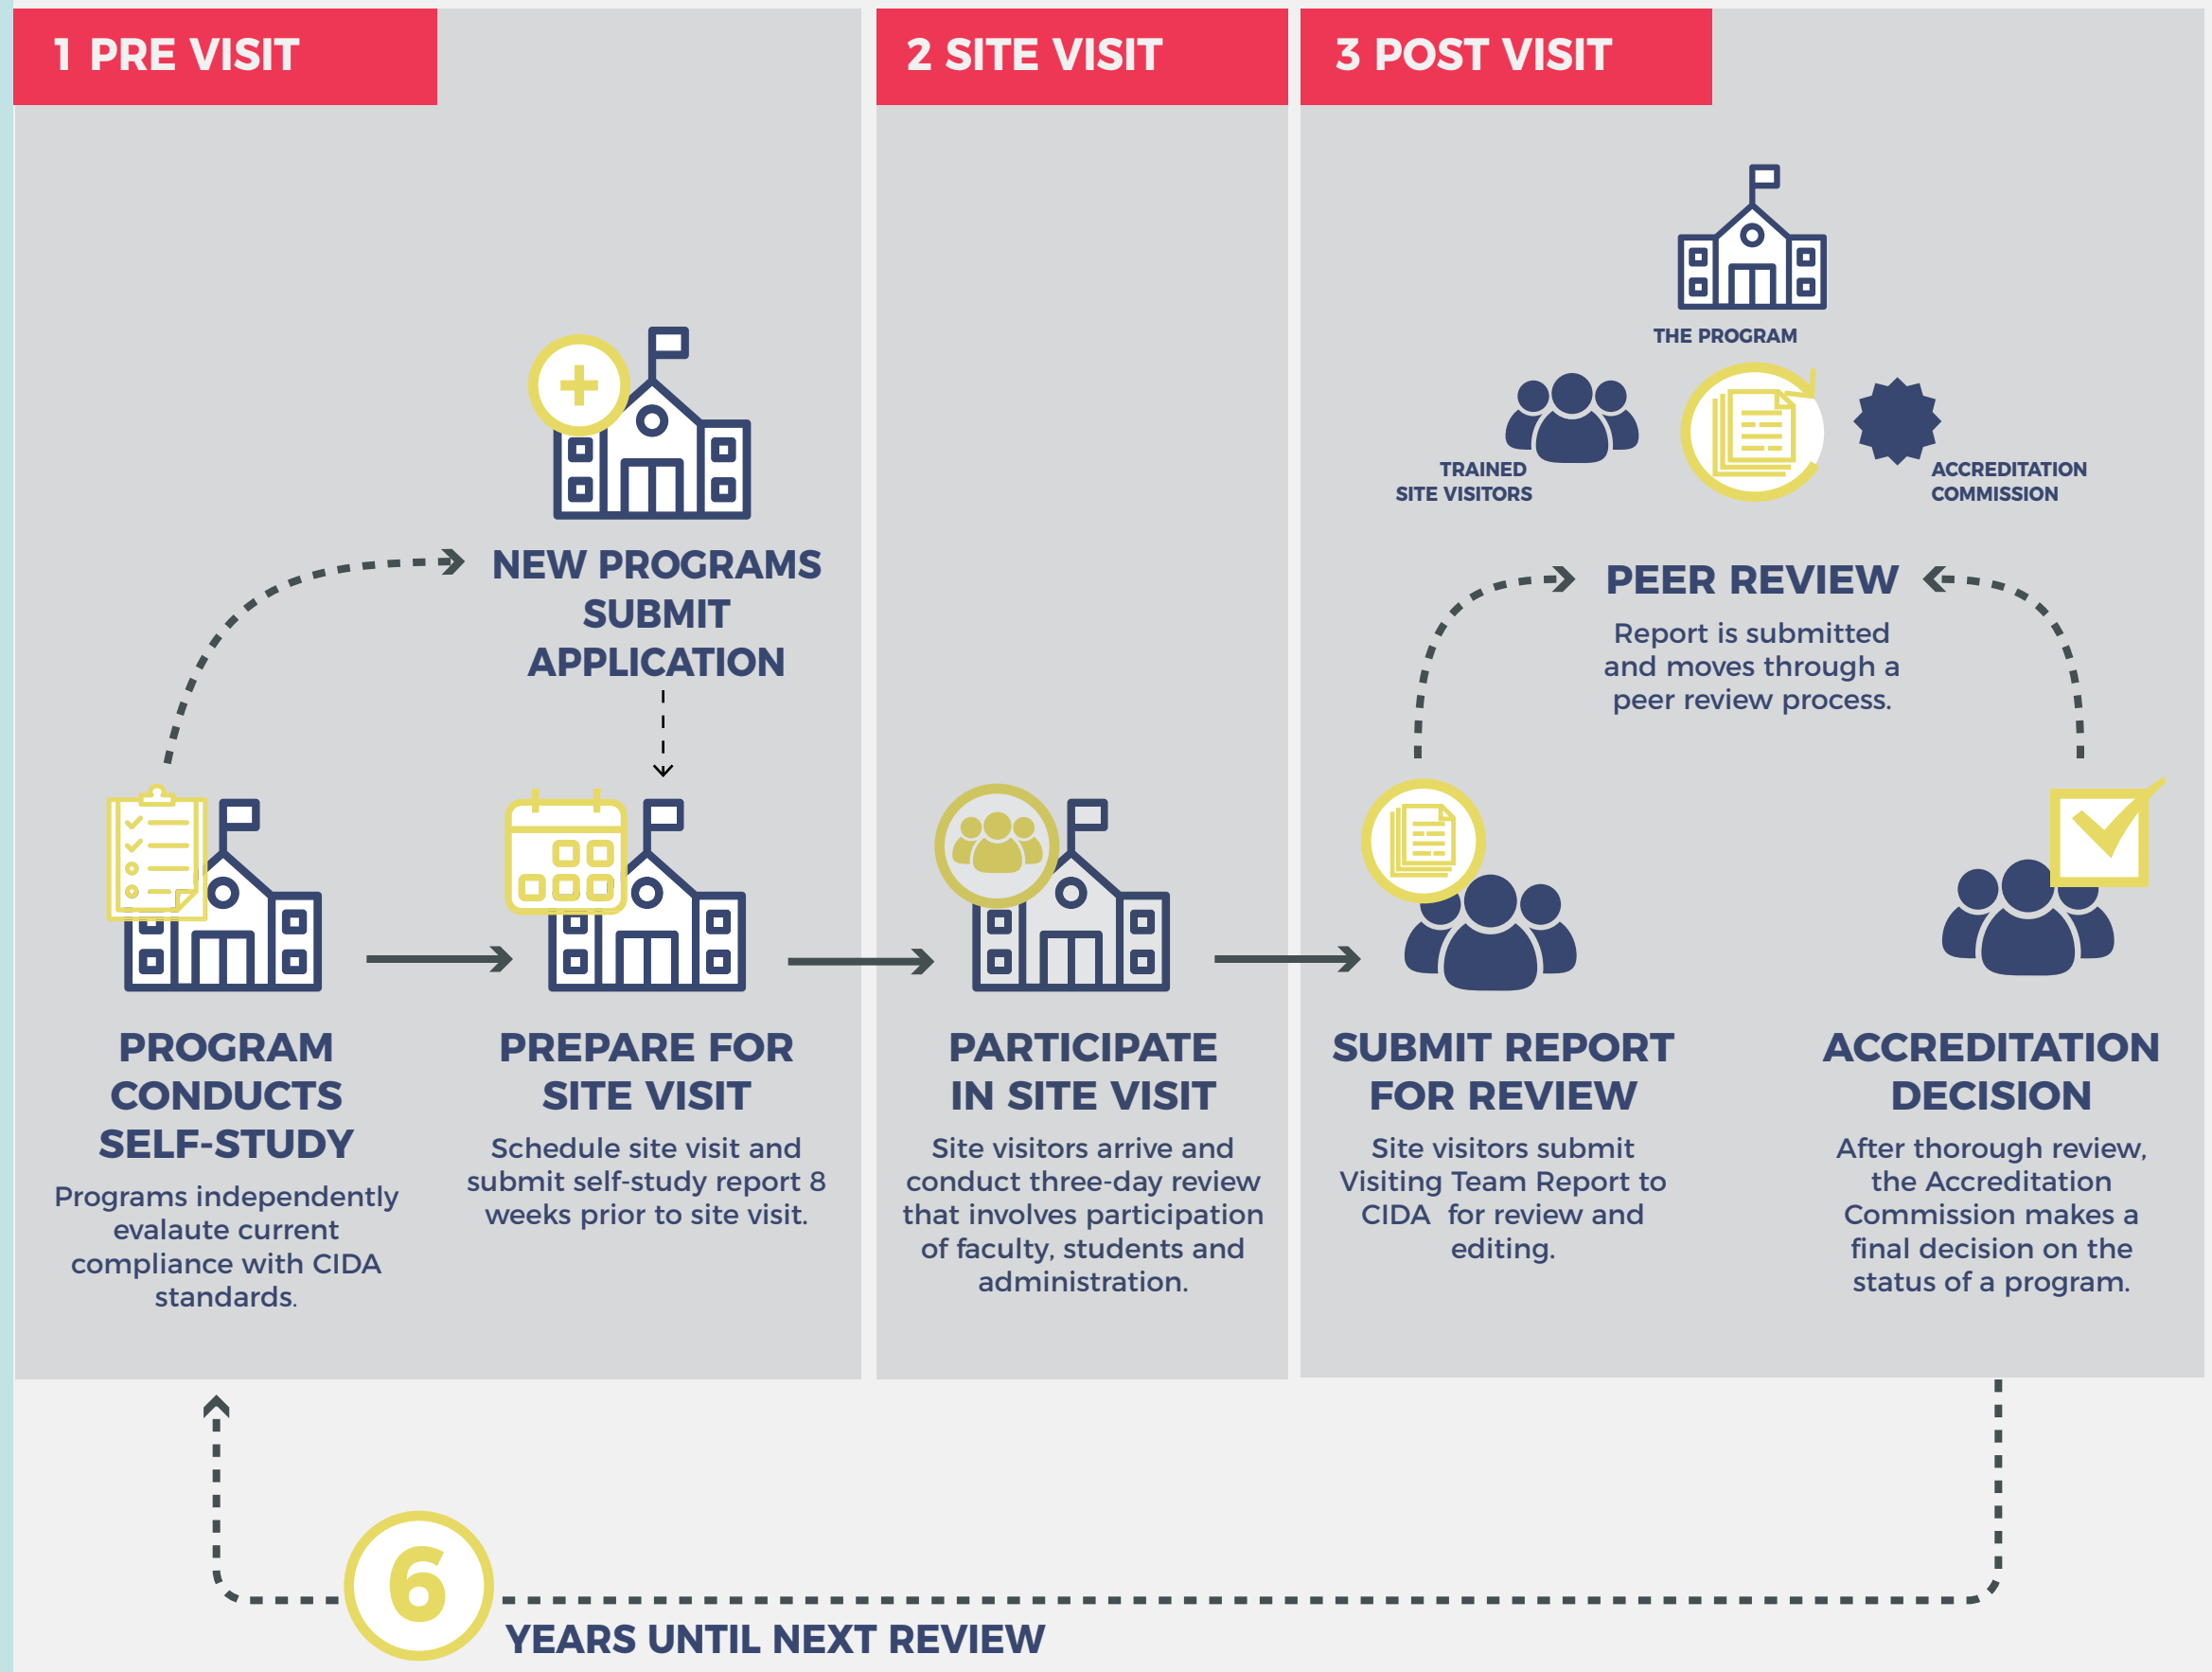 1 PRE VISIT
NEW PROGRAMS
SUBMIT
APPLICATION
PROGRAM
CONDUCTS
SELF-STUDY
Programs independently
evalaute current
compliance with CIDA
standards.
PREPARE FOR
SITE VISIT
Schedule site visit and
submit self-study report 8
weeks prior to site visit.
2 SITE VISIT
PARTICIPATE
IN SITE VISIT
Site visitors arrive and
conduct three-day review
that involves participation
of faculty, students and
administration.
3 POST VISIT
THE PROGRAM
TRAINED
SITE VISITORS
ACCREDITATION
COMMISSION
PEER REVIEW
Report is submitted
and moves through a
peer review process.
SUBMIT REPORT
FOR REVIEW
Site visitors submit
Visiting Team Report to
CIDA  for review and
editing.
ACCREDITATION
DECISION
After thorough review,
the Accreditation
Commission makes a
final decision on the
status of a program.
6
YEARS UNTIL NEXT REVIEW